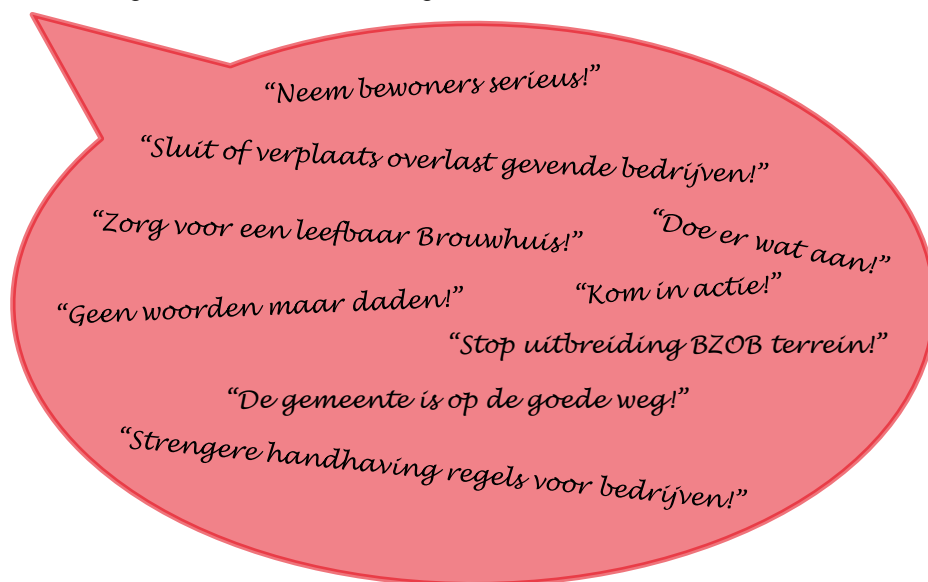 “Neem bewoners serieus!”
“Sluit of verplaats overlast gevende bedrijven!”
“Zorg voor een leefbaar Brouwhuis!”
“Doe er wat aan!”
“Kom in actie!”
“Geen woorden maar daden!”
“Stop uitbreiding BZOB terrein!”
“De gemeente is op de goede weg!”
“Strengere handhaving regels voor bedrijven!”